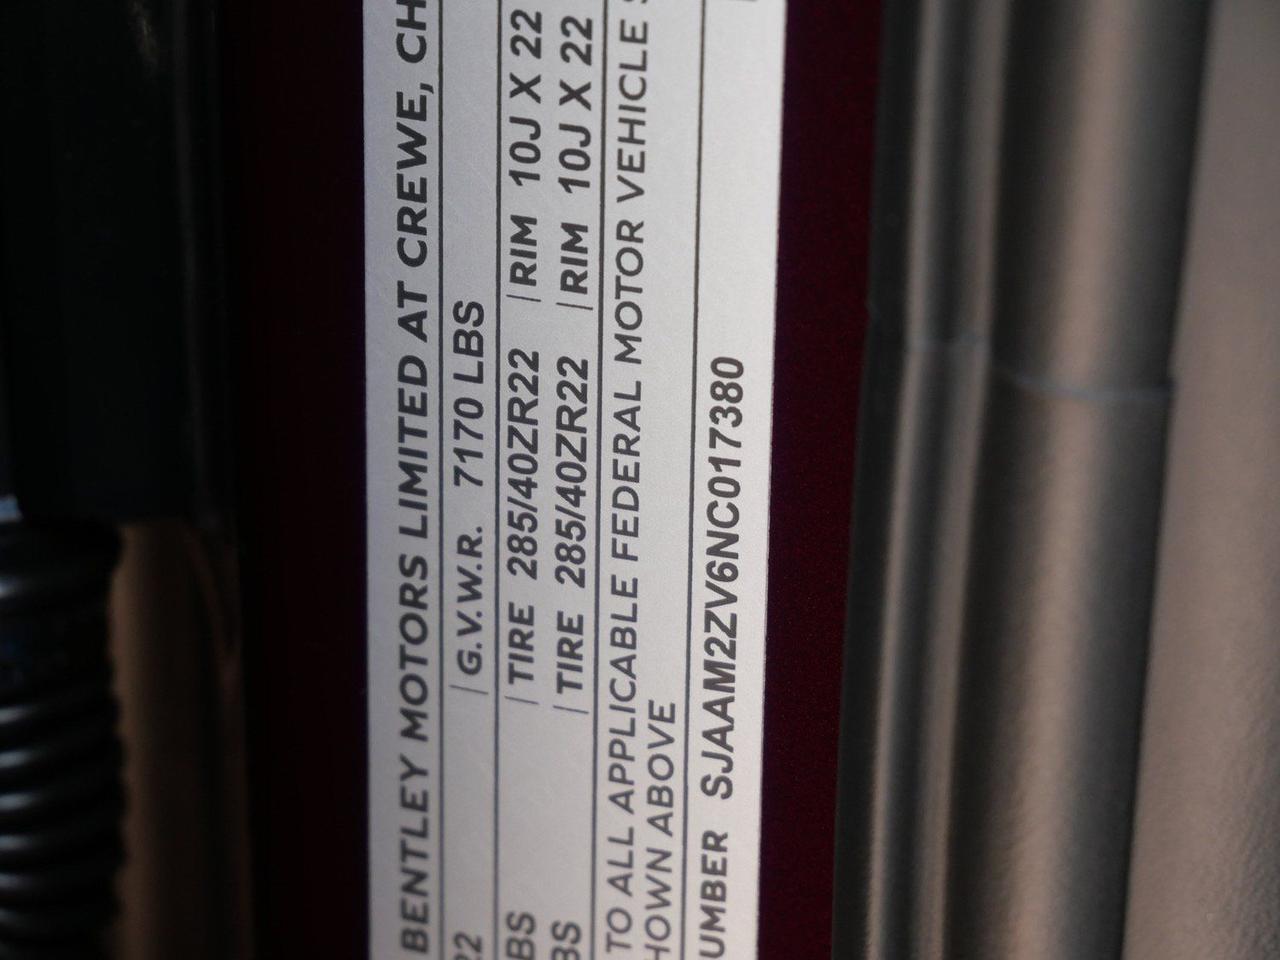 BENTLEY MOTORS LIMITED AT CREWE, CH
22 | G.V.W.R. 7170 LBS
BS | TIRE 285/40ZR22 | RIM 10J X 22
BS | TIRE 285/40ZR22 | RIM 10J X 22
TO ALL APPLICABLE FEDERAL MOTOR VEHICLE S
HOWN ABOVE
UMBER SJAAM2ZV6NC017380